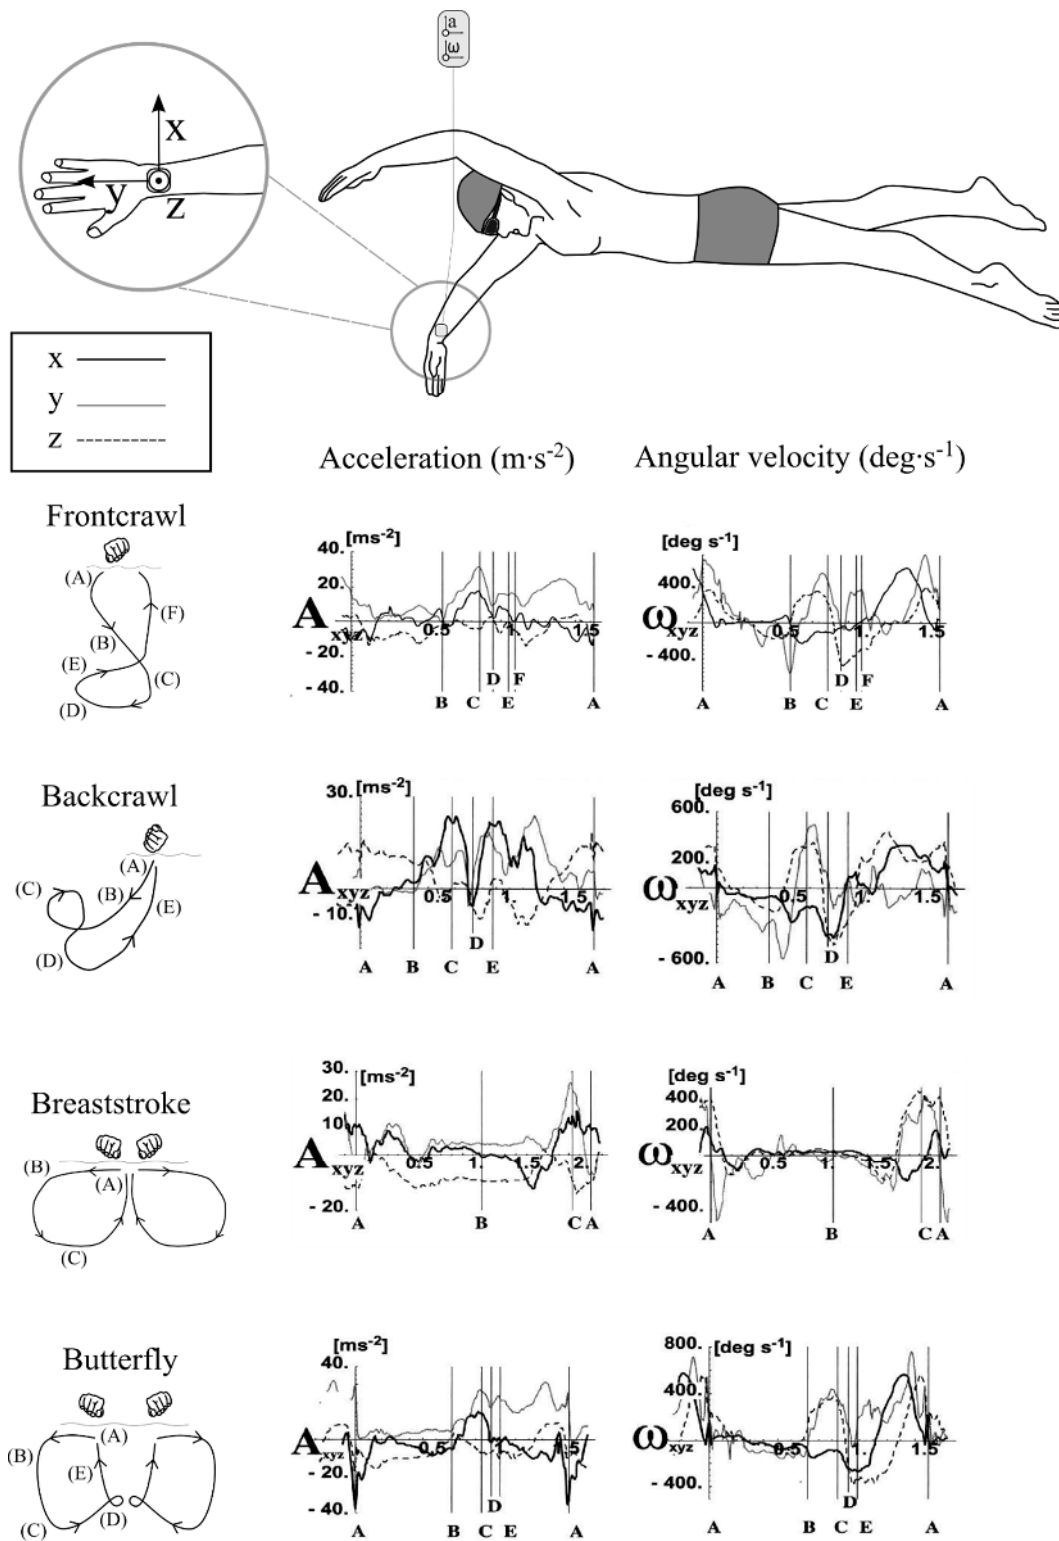 a
ω
x
y
z
x
y
z
Acceleration (m·s-2)
Angular velocity (deg·s-1)
Frontcrawl
(A)
(F)
(B)
(E)
(C)
(D)
[ms-2]
40.
20.
Axyz
0.5
1.
1.5
- 20.
- 40.
D
F
B
C
E
A
[deg s-1]
400.
ωxyz
0.5
1.
1.5
- 400.
D
F
A
B
C
E
A
Backcrawl
(A)
(C)
(B)
(E)
(D)
[ms-2]
30.
Axyz
- 10.
1.5
D
A
B
C
E
A
[deg s-1]
600.
200.
ωxyz
0.5
1.
1.5
- 600.
D
A
B
C
E
A
Breaststroke
(B)
(A)
(C)
[ms-2]
30.
20.
10.
Axyz
0.5
1.5
2.
- 20.
A
B
C
A
[deg s-1]
400.
200.
ωxyz
0.5
1.5
2.
- 400.
A
B
C
A
Butterfly
(A)
(B)
(E)
(D)
(C)
[ms-2]
40.
Axyz
0.5
1.5
- 20.
- 40.
D
A
B
C
E
A
[deg s-1]
800.
400.
ωxyz
0.5
1.5
- 400.
D
A
B
C
E
A